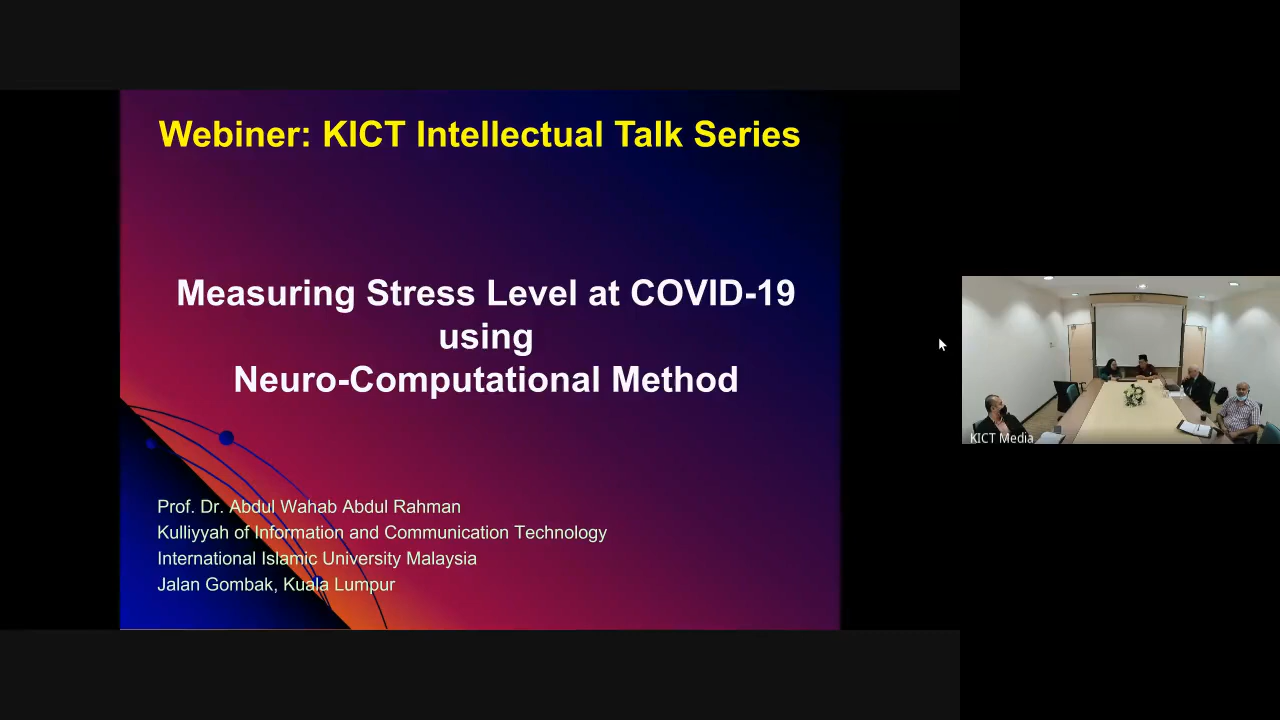 Webiner: KICT Intellectual Talk Series
Measuring Stress Level at COVID-19
using
Neuro-Computational Method
Prof. Dr. Abdul Wahab Abdul Rahman
Kulliyyah of Information and Communication Technology
International Islamic University Malaysia
Jalan Gombak, Kuala Lumpur
KICT Media